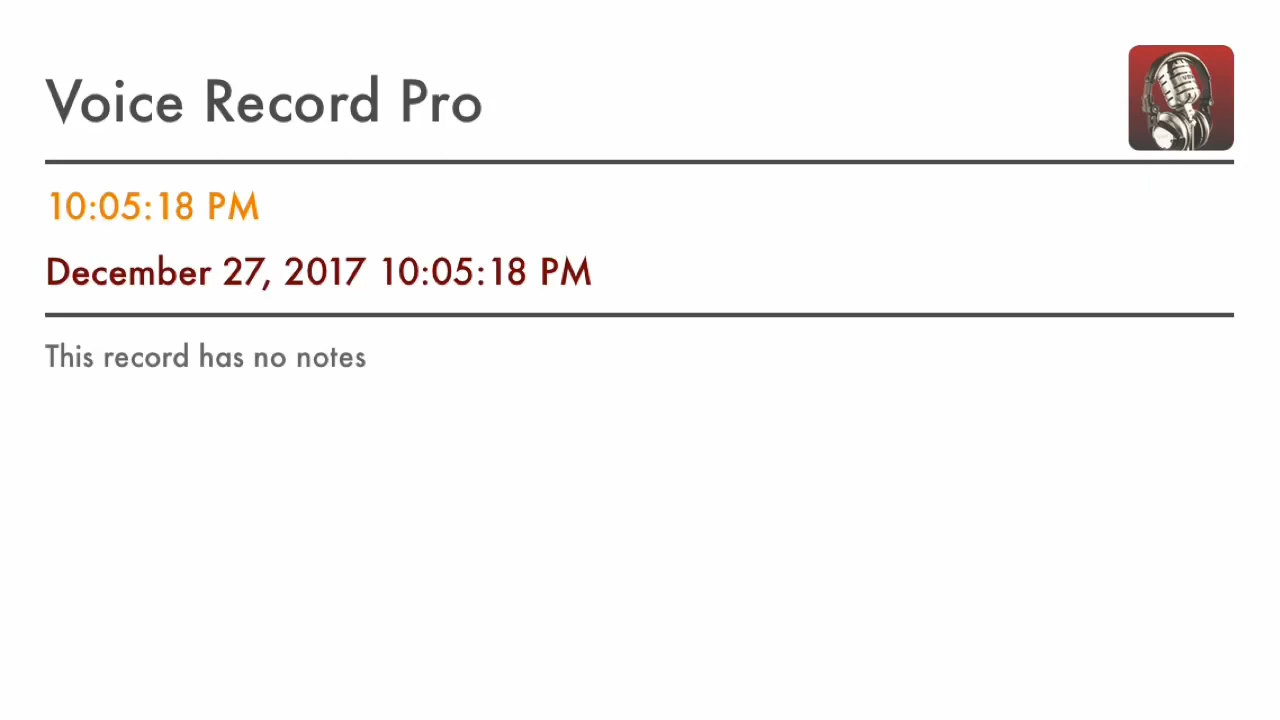 Voice Record Pro
10:05:18 PM
December 27, 2017 10:05:18 PM
This record has no notes